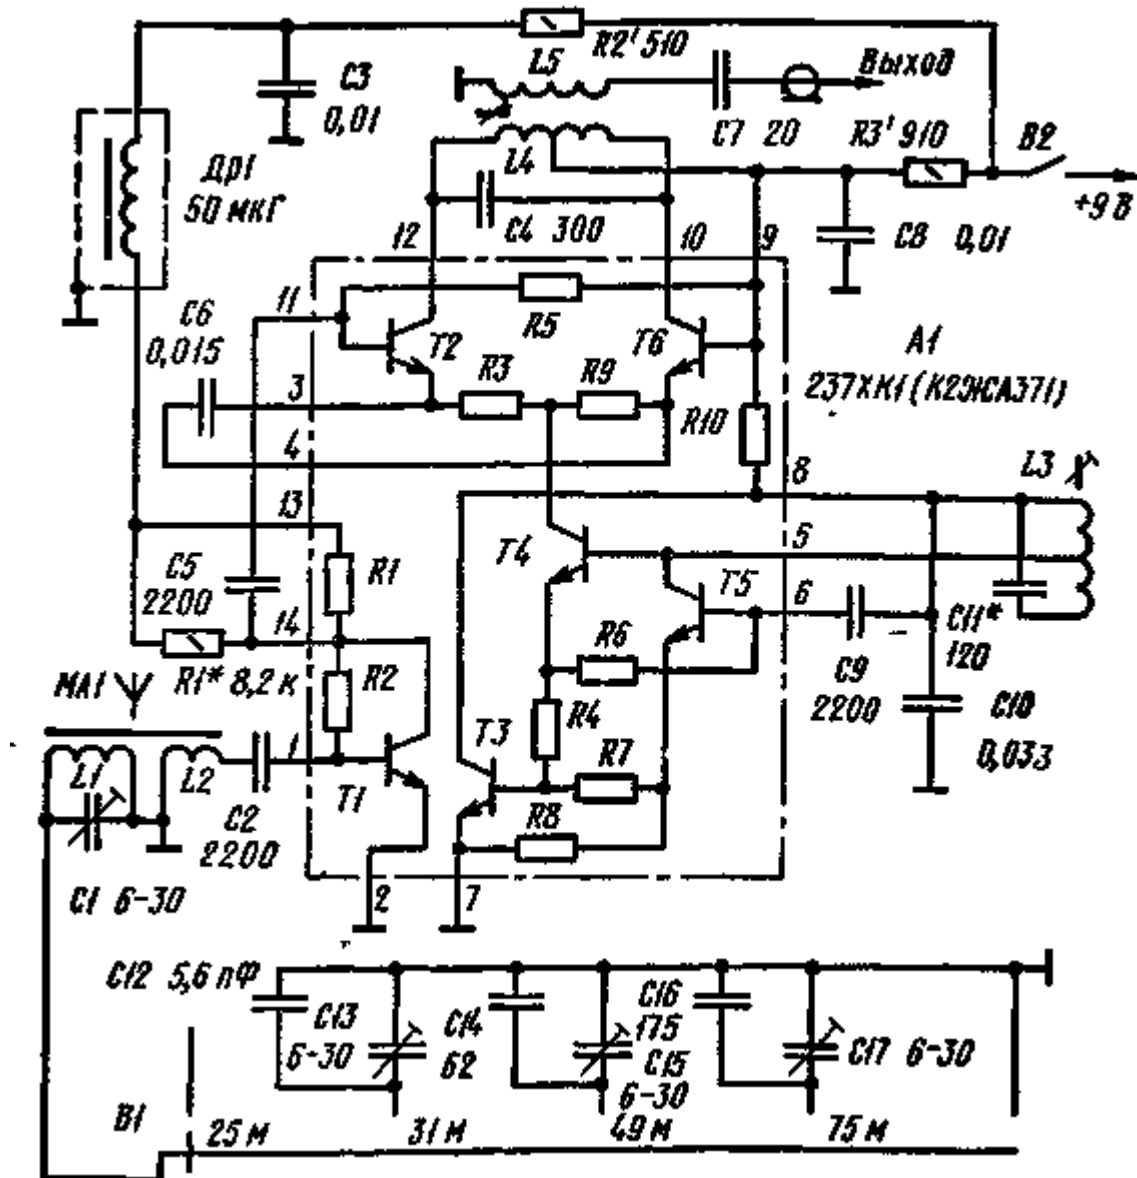 R2' 510
C3
0,01
L5
Выход
C7 20
R3' 910
B2
+9 В
Др1
50 мкГ
L4
12
C4 300
10
9
C8 0,01
11
R5
C6
0,015
T2
T6
A1
237ХК1 (К2ЖА371)
3
R3
R9
R10
4
8
L3
13
T4
5
C5
2200
R1
T5
6
14
C11*
120
R6
МА1
R1* 8,2 к
R2
C9
2200
R4
C10
0,033
1
T3
R7
L1
L2
T1
R8
C2
2200
C1 6-30
2
7
C12 5,6 пФ
C13
6-30
C14
62
C16
175
C15
6-30
C17 6-30
B1
25 м
31 м
49 м
75 м